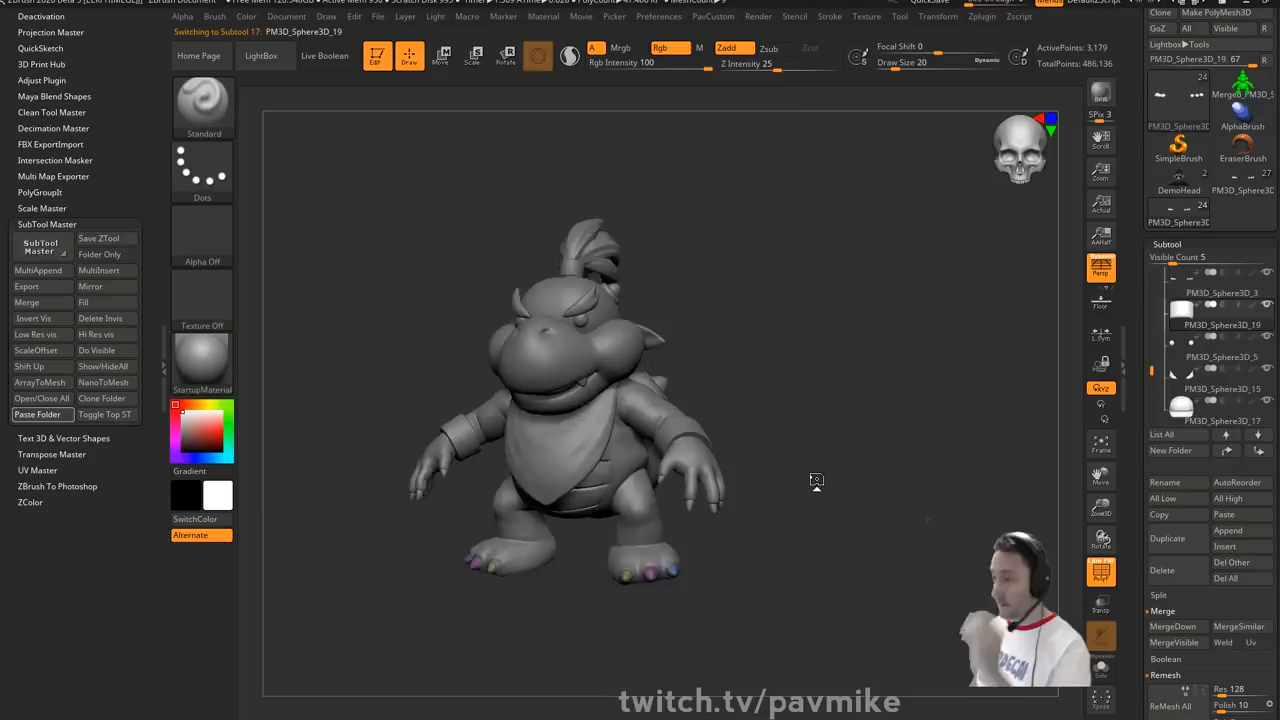 Alpha Brush Color Document Draw Edit File Layer Light Macro Marker Material Movie Picker Preferences PavCustom Render Stencil Stroke Texture Tool Transform Zplugin Zscript
Switching to Subtool 17: PM3D_Sphere3D_19
Deactivation
Projection Master
QuickSketch
3D Print Hub
Adjust Plugin
Maya Blend Shapes
Clean Tool Master
Decimation Master
FBX ExportImport
Intersection Masker
Multi Map Exporter
PolyGroupIt
Scale Master
SubTool Master
SubTool Master
Save ZTool
Folder Only
MultiAppend MultiInsert
Export Mirror
Merge Fill
Invert Vis Delete Invis
Low Res vis Hi Res vis
ScaleOffset Do Visible
Shift Up Show/HideAll
ArrayToMesh NanoToMesh
Open/Close All Clone Folder
Paste Folder Toggle Top ST
Text 3D & Vector Shapes
Transpose Master
UV Master
ZBrush To Photoshop
ZColor
Home Page LightBox Live Boolean
Edit Draw Move Scale Rotate
A Mrgb Rgb M Zadd Zsub Zcut
Rgb Intensity 100 Z Intensity 25
Focal Shift 0
Draw Size 20 Dynamic
S
D
ActivePoints: 3,179
TotalPoints: 486,136
Standard
Dots
Alpha Off
Texture Off
StartupMaterial
Gradient
SwitchColor
Alternate
BPR
SPix 3
Scroll
Zoom
Actual
AAHalf
Persp
Floor
L.Sym
XYZ
Frame
Move
Zoom3D
Rotate
PolyF
Transp
Solo
Xpose
Clone Make PolyMesh3D
GoZ All Visible R
Lightbox▶Tools
PM3D_Sphere3D_19. 67 R
24
PM3D_Sphere3D Merged_PM3D_S
AlphaBrush
SimpleBrush EraserBrush
2 27
DemoHead PM3D_Sphere3D
24
PM3D_Sphere3D
Subtool
Visible Count 5
PM3D_Sphere3D_3
PM3D_Sphere3D_19
PM3D_Sphere3D_5
PM3D_Sphere3D_15
PM3D_Sphere3D_17
List All
New Folder
Rename AutoReorder
All Low All High
Copy Paste
Duplicate Append
Insert
Delete Del Other
Del All
Split
Merge
MergeDown MergeSimilar
MergeVisible Weld Uv
Boolean
Remesh
ReMesh All Res 128
Polish 10
twitch.tv/pavmike